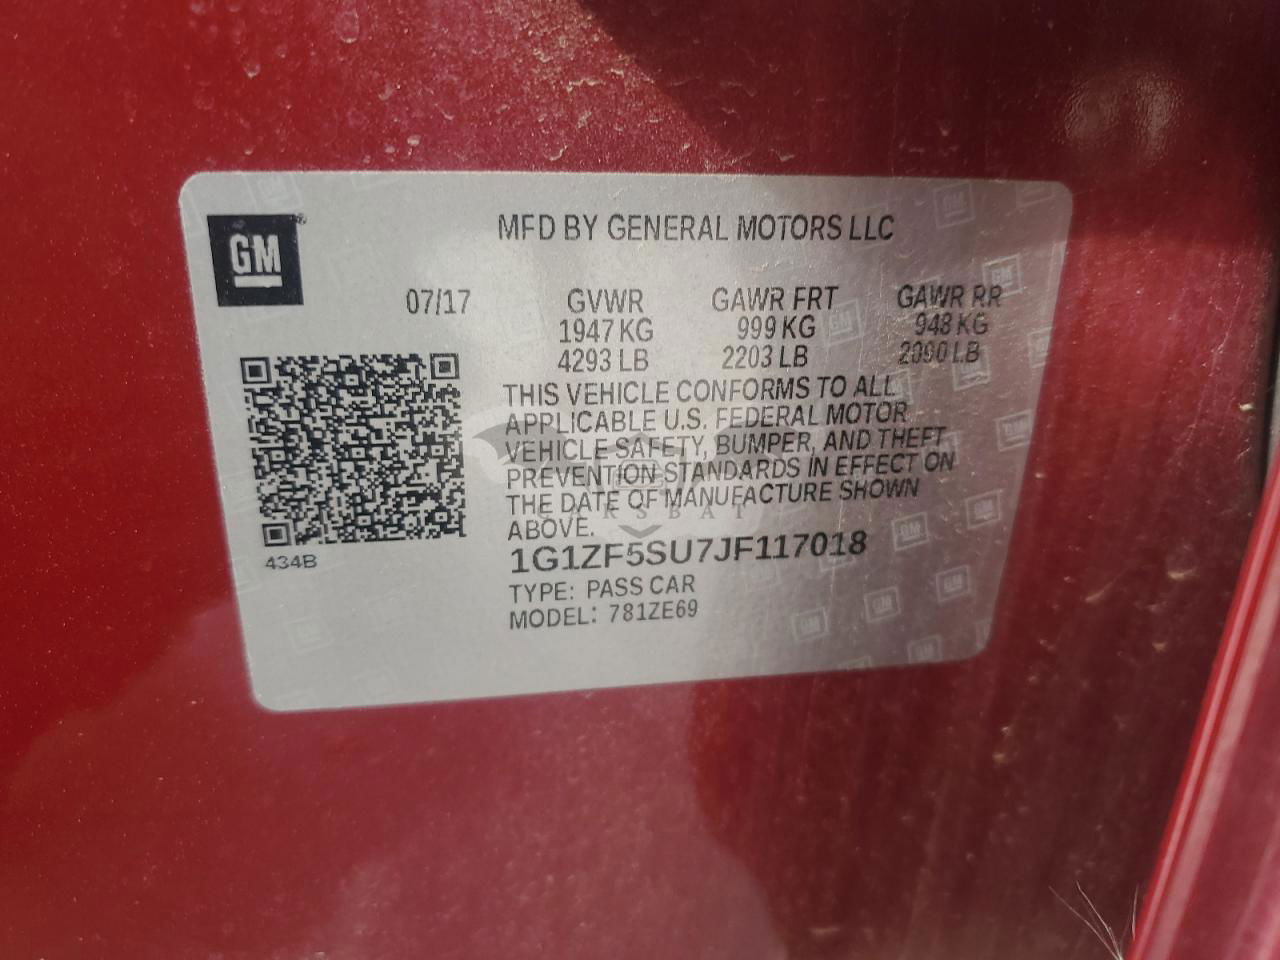 GM
MFD BY GENERAL MOTORS LLC
07/17 GVWR GAWR FRT GAWR RR
1947 KG 999 KG 948 KG
4293 LB 2203 LB 2090 LB
THIS VEHICLE CONFORMS TO ALL
APPLICABLE U.S. FEDERAL MOTOR
VEHICLE SAFETY, BUMPER, AND THEFT
PREVENTION STANDARDS IN EFFECT ON
THE DATE OF MANUFACTURE SHOWN
ABOVE.
1G1ZF5SU7JF117018
434B
TYPE: PASS CAR
MODEL: 781ZE69
CARSBAT